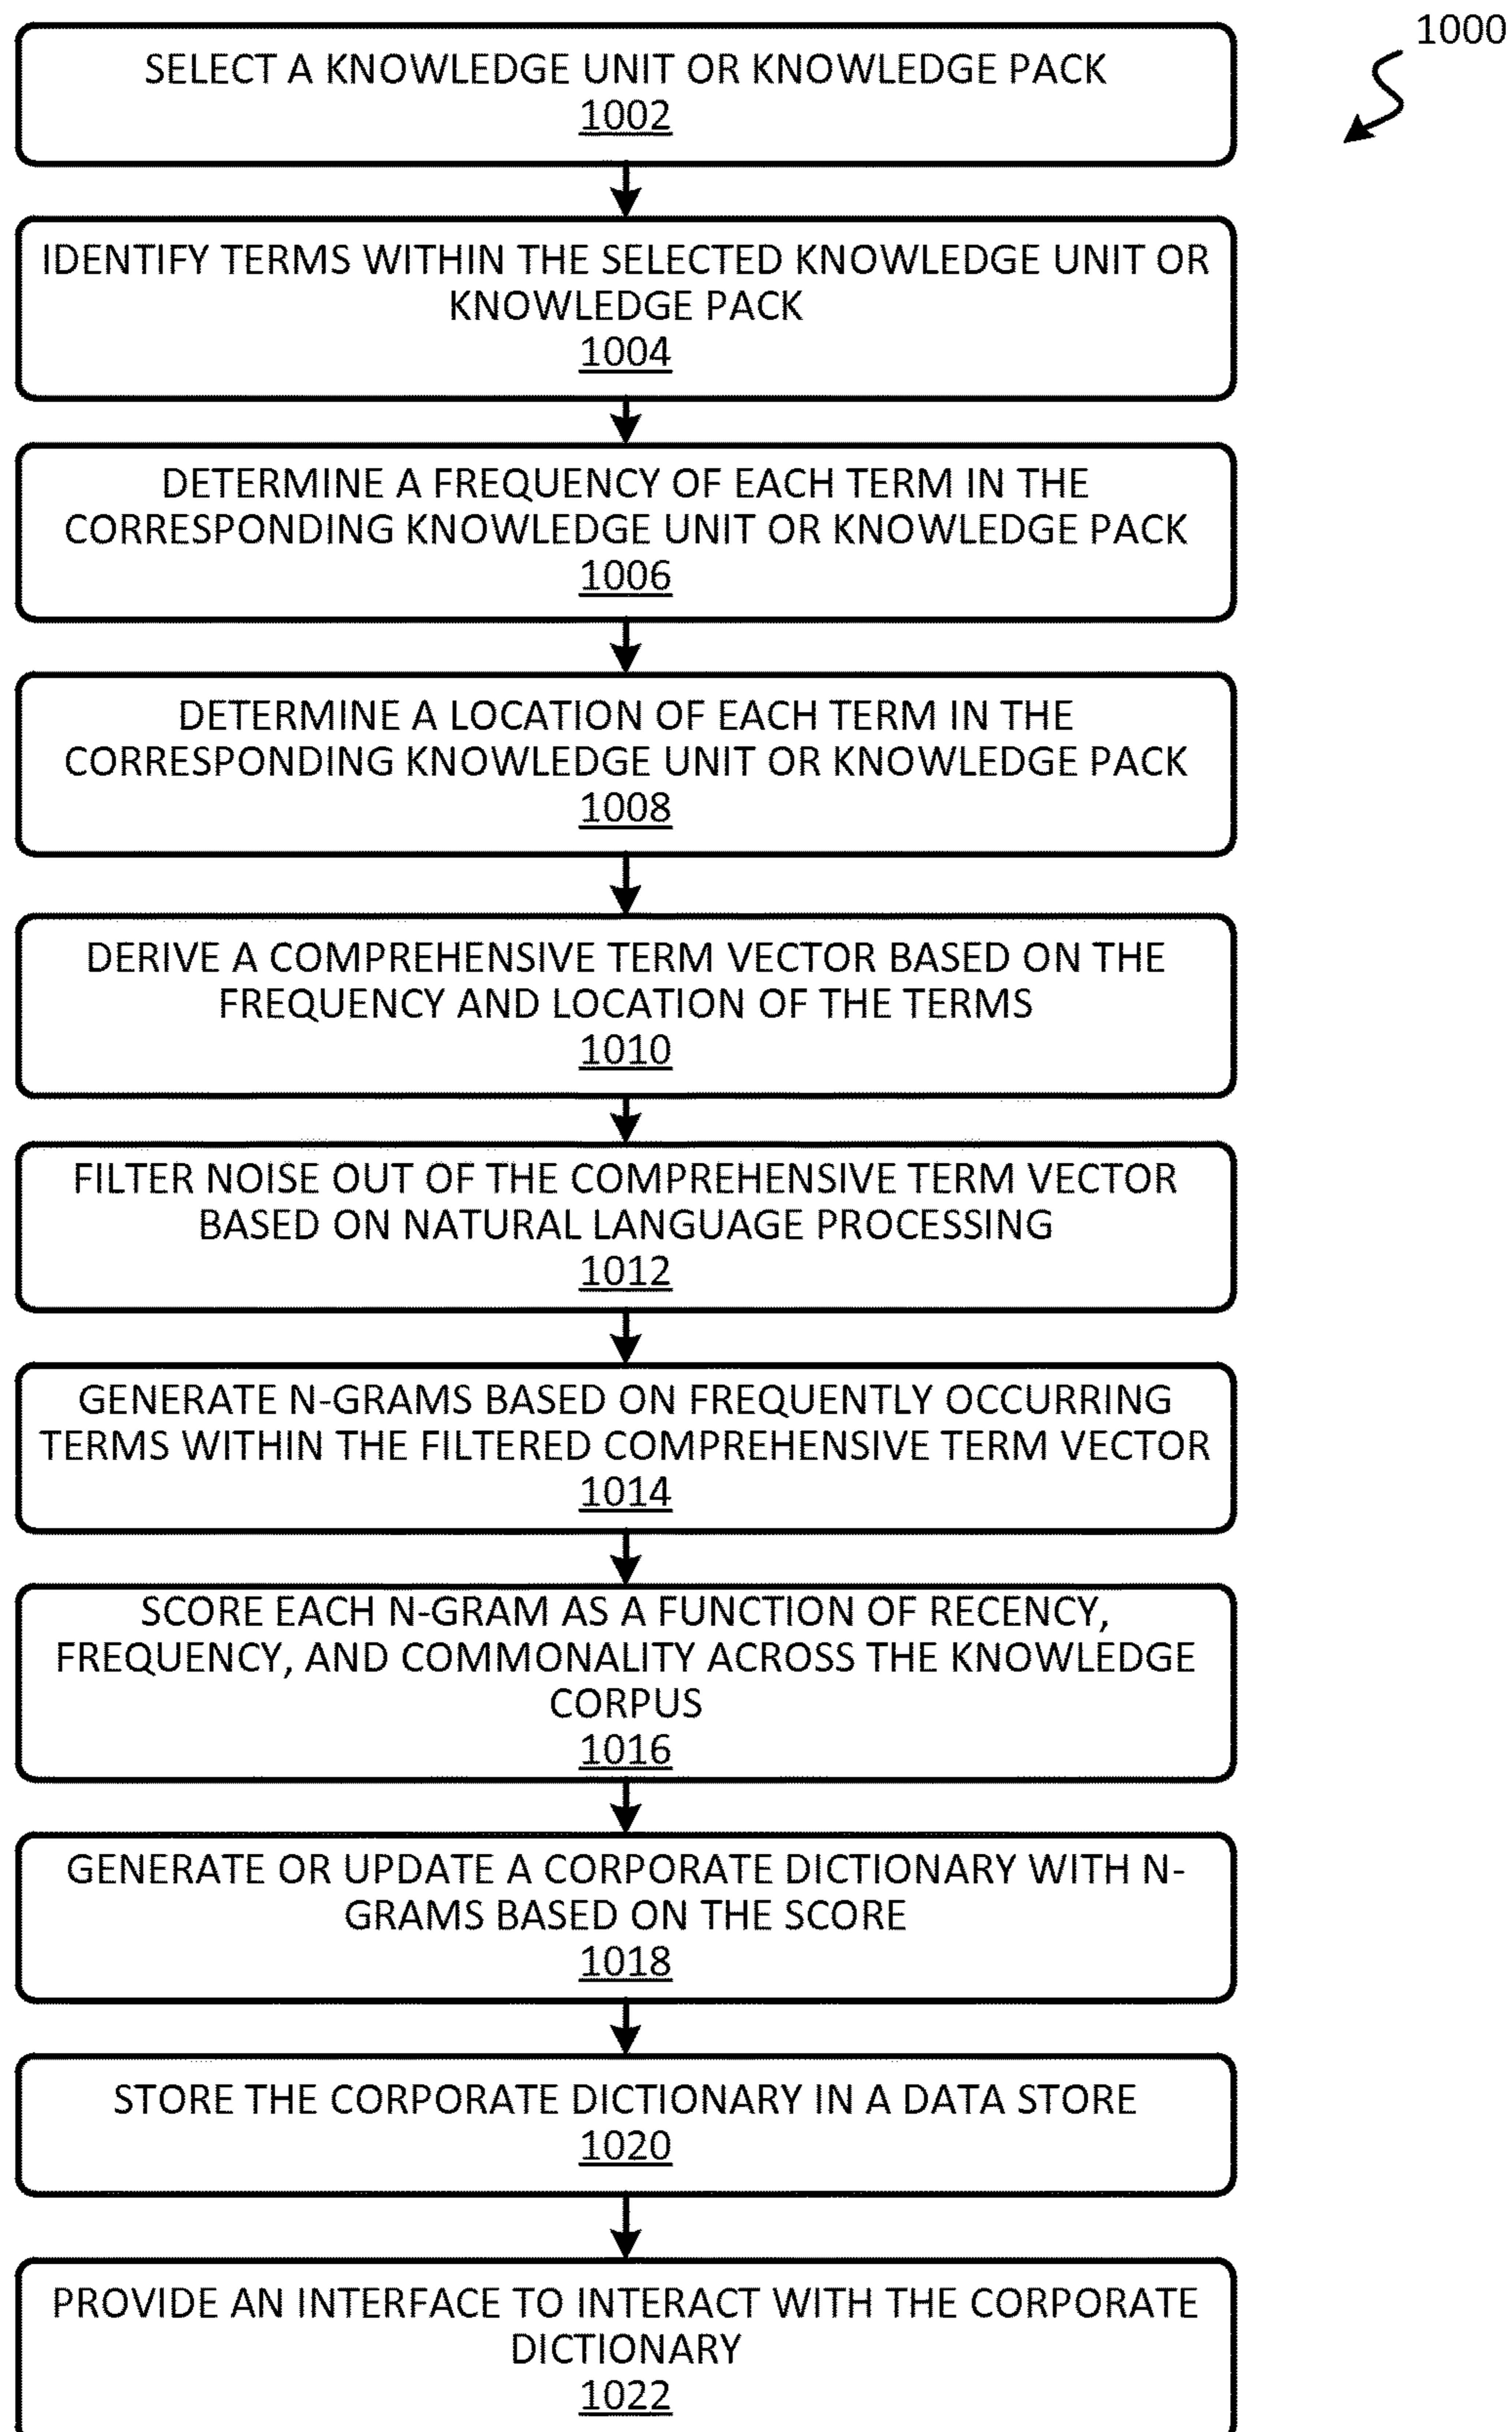 1000
SELECT A KNOWLEDGE UNIT OR KNOWLEDGE PACK
1002
IDENTIFY TERMS WITHIN THE SELECTED KNOWLEDGE UNIT OR
KNOWLEDGE PACK
1004
DETERMINE A FREQUENCY OF EACH TERM IN THE
CORRESPONDING KNOWLEDGE UNIT OR KNOWLEDGE PACK
1006
DETERMINE A LOCATION OF EACH TERM IN THE
CORRESPONDING KNOWLEDGE UNIT OR KNOWLEDGE PACK
1008
DERIVE A COMPREHENSIVE TERM VECTOR BASED ON THE
FREQUENCY AND LOCATION OF THE TERMS
1010
FILTER NOISE OUT OF THE COMPREHENSIVE TERM VECTOR
BASED ON NATURAL LANGUAGE PROCESSING
1012
GENERATE N-GRAMS BASED ON FREQUENTLY OCCURRING
TERMS WITHIN THE FILTERED COMPREHENSIVE TERM VECTOR
1014
SCORE EACH N-GRAM AS A FUNCTION OF RECENCY,
FREQUENCY, AND COMMONALITY ACROSS THE KNOWLEDGE
CORPUS
1016
GENERATE OR UPDATE A CORPORATE DICTIONARY WITH N-
GRAMS BASED ON THE SCORE
1018
STORE THE CORPORATE DICTIONARY IN A DATA STORE
1020
PROVIDE AN INTERFACE TO INTERACT WITH THE CORPORATE
DICTIONARY
1022